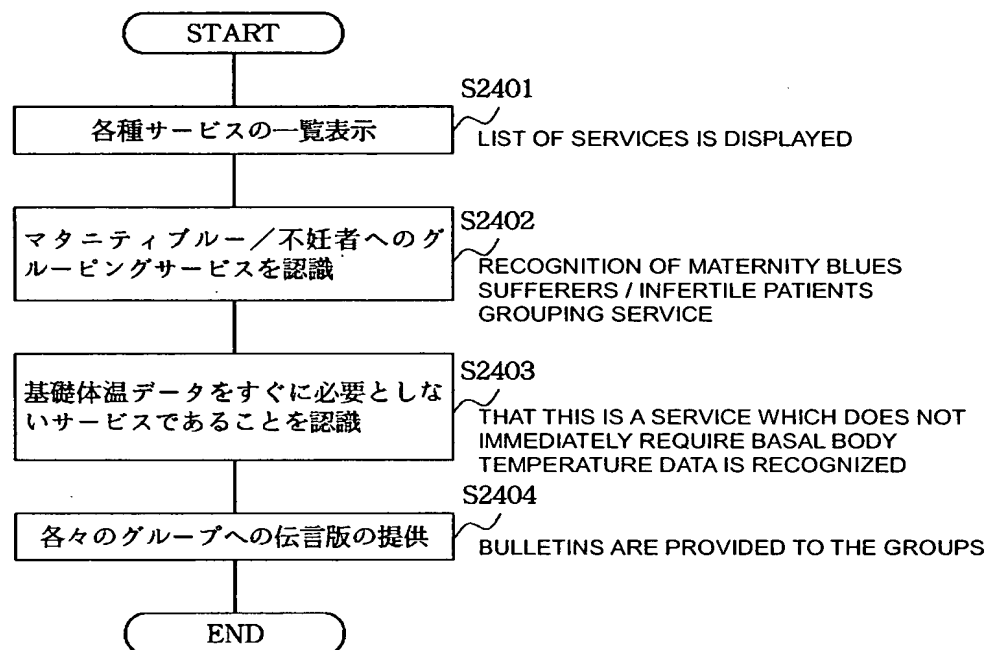 START
S2401
各種サービスの一覧表示
LIST OF SERVICES IS DISPLAYED
S2402
マタニティブルー／不妊者へのグ
ルーピングサービスを認識
RECOGNITION OF MATERNITY BLUES
SUFFERERS / INFERTILE PATIENTS
GROUPING SERVICE
S2403
基礎体温データをすぐに必要としな
いサービスであることを認識
THAT THIS IS A SERVICE WHICH DOES NOT
IMMEDIATELY REQUIRE BASAL BODY
TEMPERATURE DATA IS RECOGNIZED
S2404
各々のグループへの伝言版の提供
BULLETINS ARE PROVIDED TO THE GROUPS
END